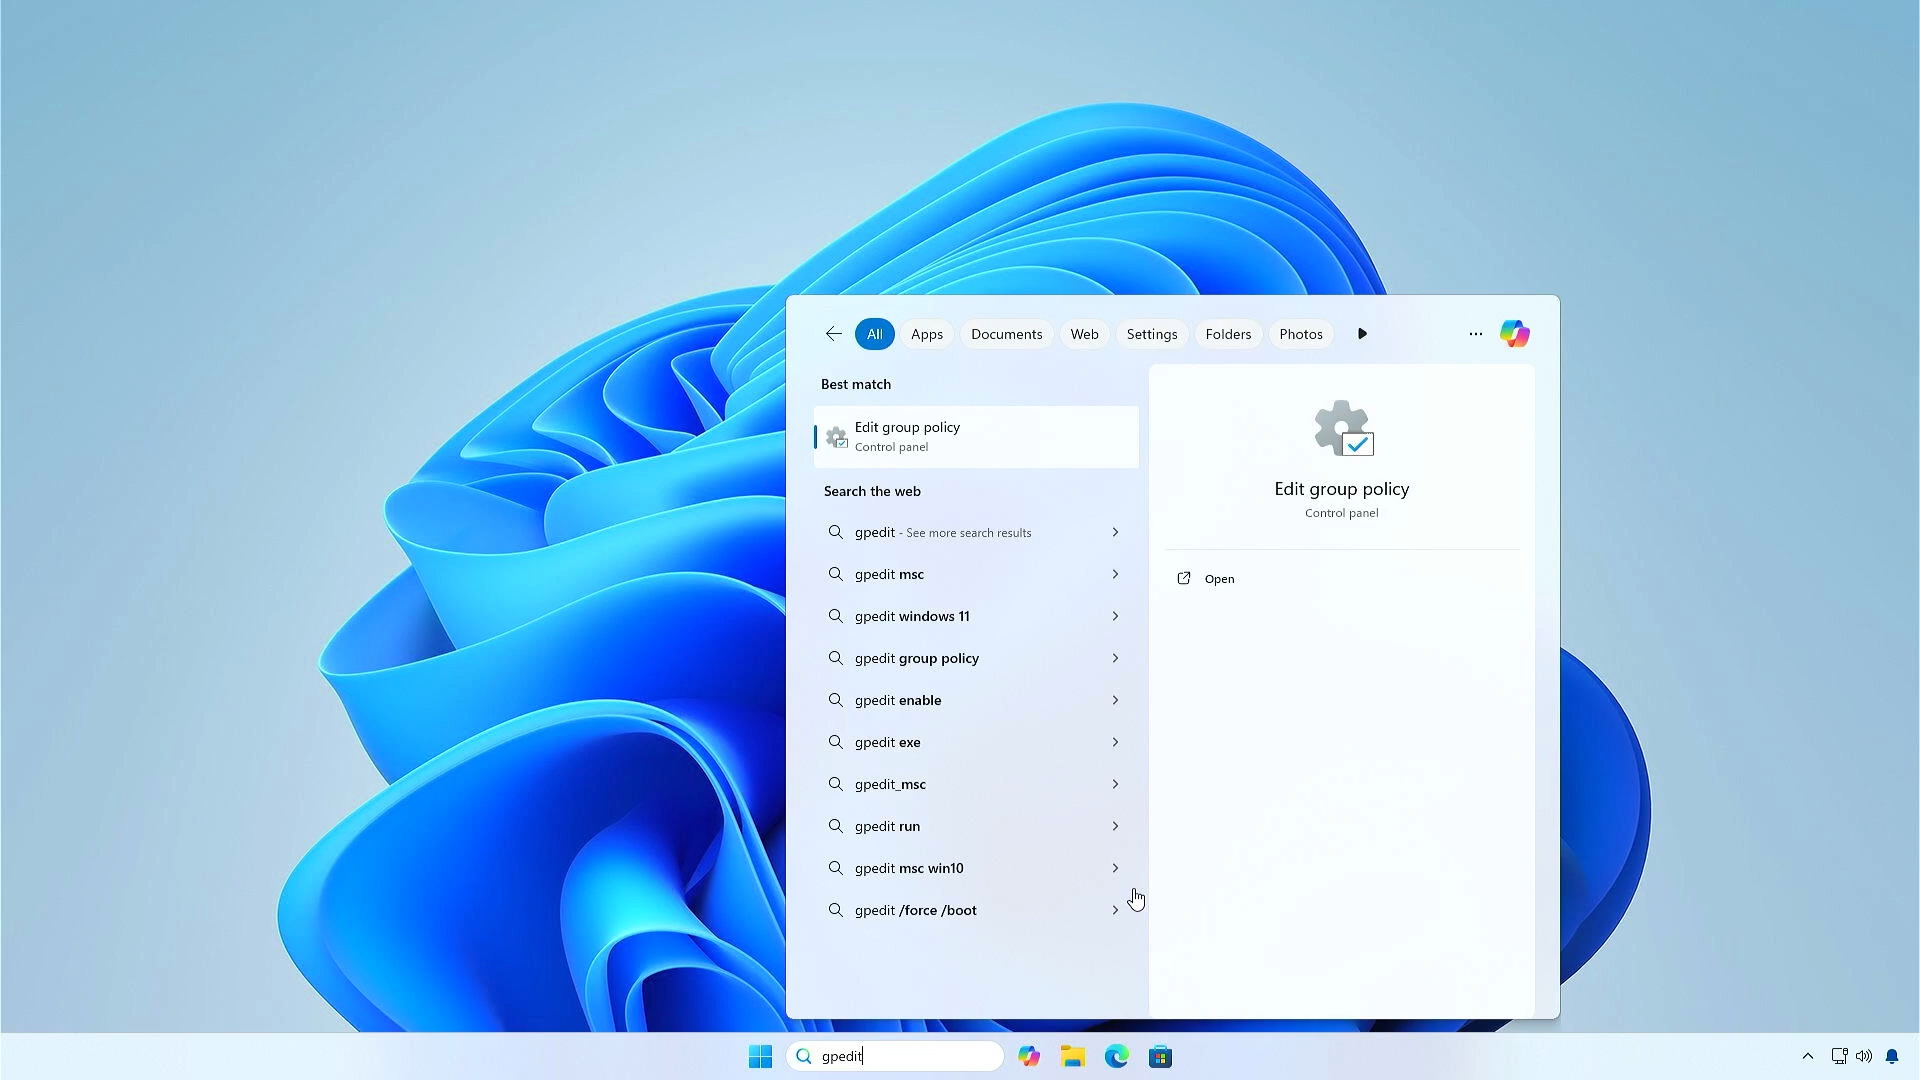 All Apps Documents Web Settings Folders Photos
Best match
Edit group policy
Control panel
Search the web
gpedit - See more search results
gpedit msc
gpedit windows 11
gpedit group policy
gpedit enable
gpedit exe
gpedit_msc
gpedit run
gpedit msc win10
gpedit /force /boot
Edit group policy
Control panel
Open
gpedit